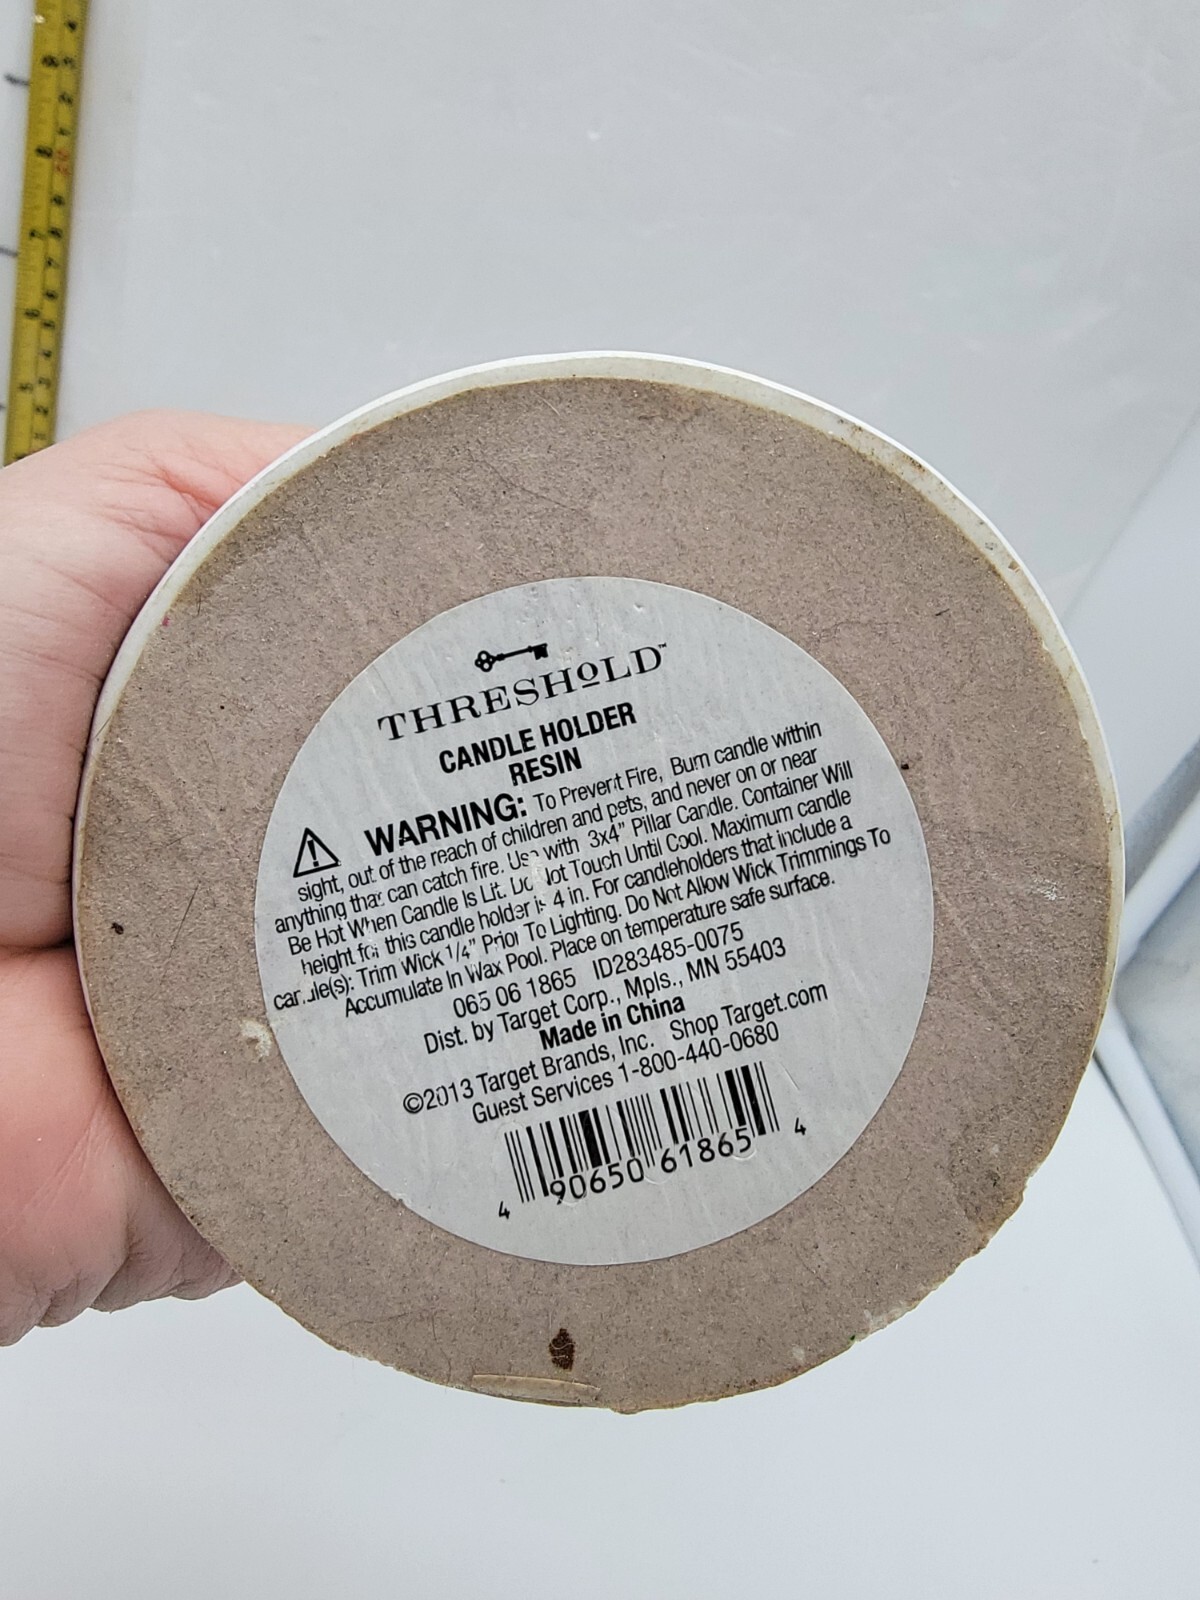 THRESHOLD™
CANDLE HOLDER
RESIN
WARNING: To Prevent Fire, Burn candle within
sight, out of the reach of children and pets, and never on or near
anything that can catch fire. Use with 3x4" Pillar Candle. Container Will
Be Hot When Candle Is Lit. Do Not Touch Until Cool. Maximum candle
height for this candle holder is 4 in. For candleholders that include a
candle(s): Trim Wick 1/4" Prior To Lighting. Do Not Allow Wick Trimmings To
Accumulate In Wax Pool. Place on temperature safe surface.
065 06 1865 ID283485-0075
Dist. by Target Corp., Mpls., MN 55403
Made in China
©2013 Target Brands, Inc. Shop Target.com
Guest Services 1-800-440-0680
4 90650 61865 4